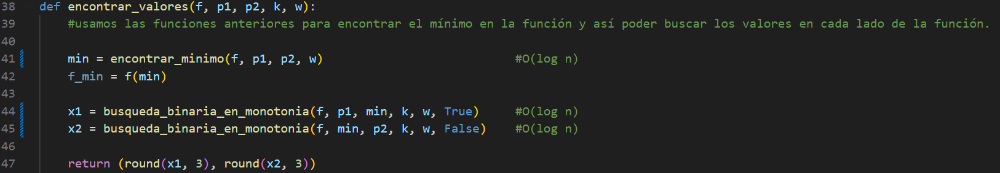 38 def encontrar_valores(f, p1, p2, k, w):
39     #usamos las funciones anteriores para encontrar el mínimo en la función y así poder buscar los valores en cada lado de la función.
40
41     min = encontrar_minimo(f, p1, p2, w)                           #O(log n)
42     f_min = f(min)
43
44     x1 = busqueda_binaria_en_monotonia(f, p1, min, k, w, True)     #O(log n)
45     x2 = busqueda_binaria_en_monotonia(f, min, p2, k, w, False)    #O(log n)
46
47     return (round(x1, 3), round(x2, 3))